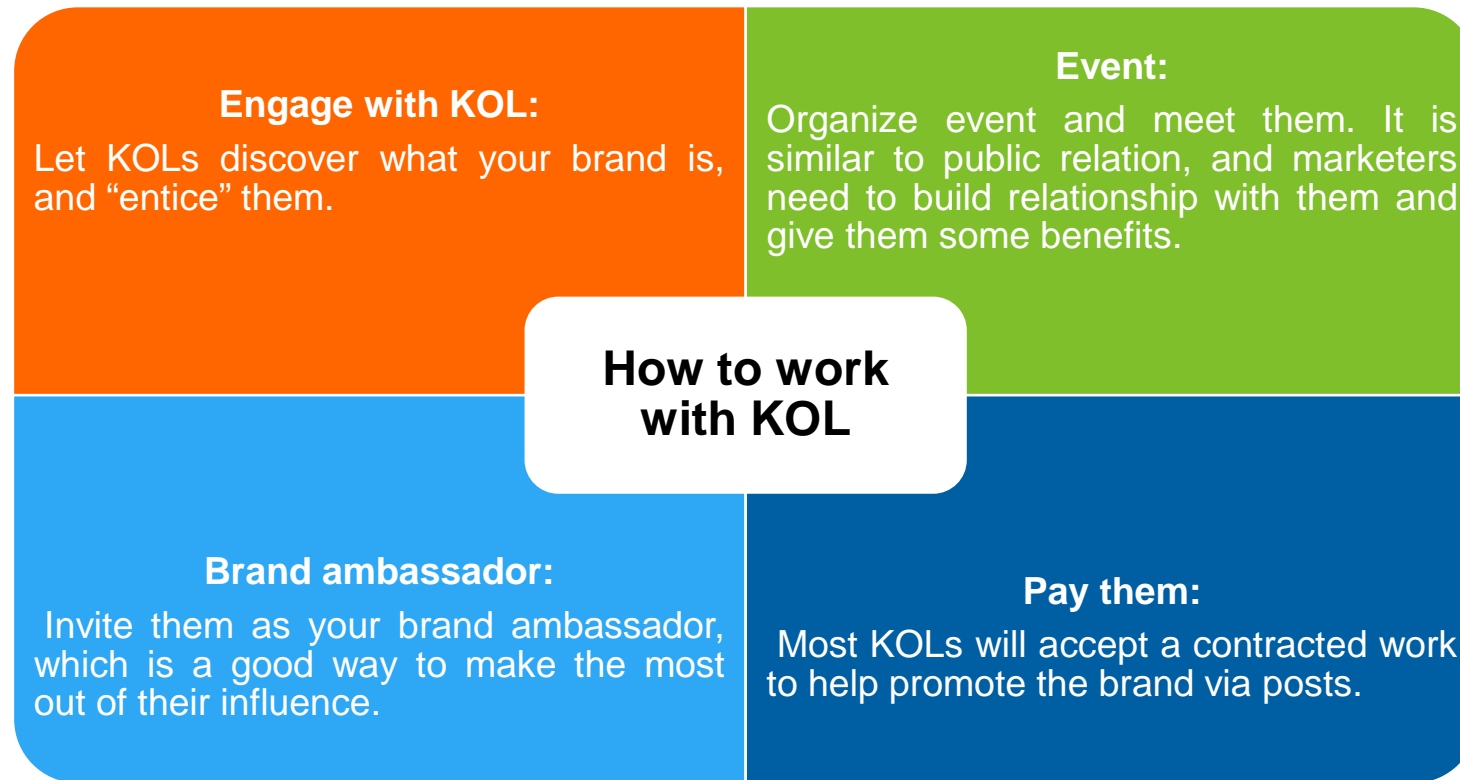 Engage with KOL:
Let KOLs discover what your brand is,
and “entice” them.
Event:
Organize event and meet them. It is
similar to public relation, and marketers
need to build relationship with them and
give them some benefits.
How to work
with KOL
Brand ambassador:
Invite them as your brand ambassador,
which is a good way to make the most
out of their influence.
Pay them:
Most KOLs will accept a contracted work
to help promote the brand via posts.